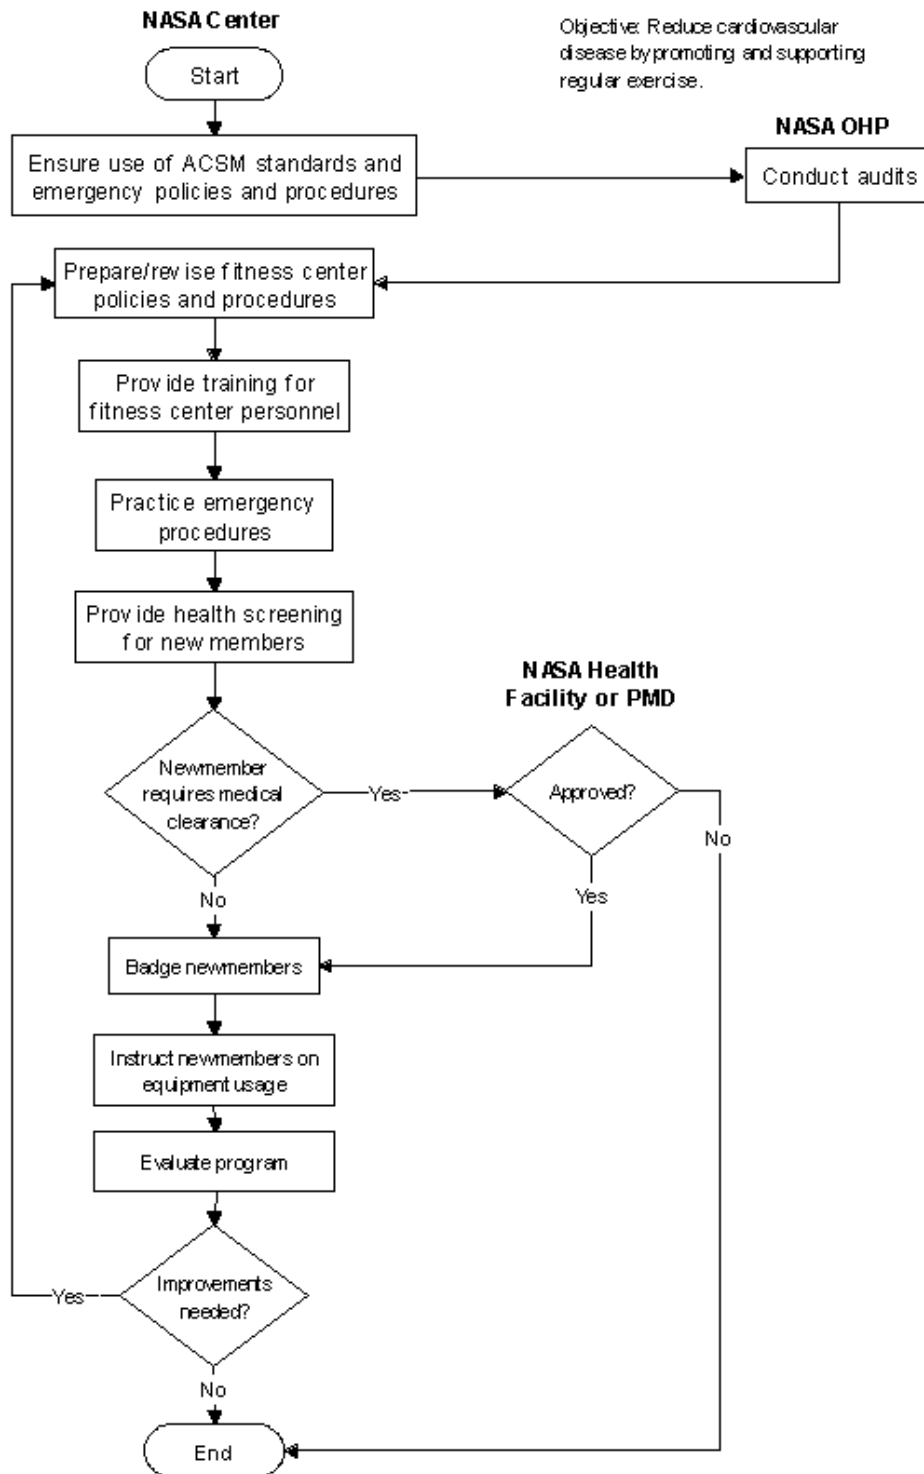 NASA Center
Objective: Reduce cardiovascular
disease by promoting and supporting
regular exercise.
Start
NASA OHP
Ensure use of ACSM standards and
emergency policies and procedures
Conduct audits
Prepare/revise fitness center
policies and procedures
Provide training for
fitness center personnel
Practice emergency
procedures
Provide health screening
for new members
NASA Health
Facility or PMD
New member
requires medical
clearance?
Yes
Approved?
No
No
Yes
Badge new members
Instruct new members on
equipment usage
Evaluate program
Improvements
needed?
Yes
No
End